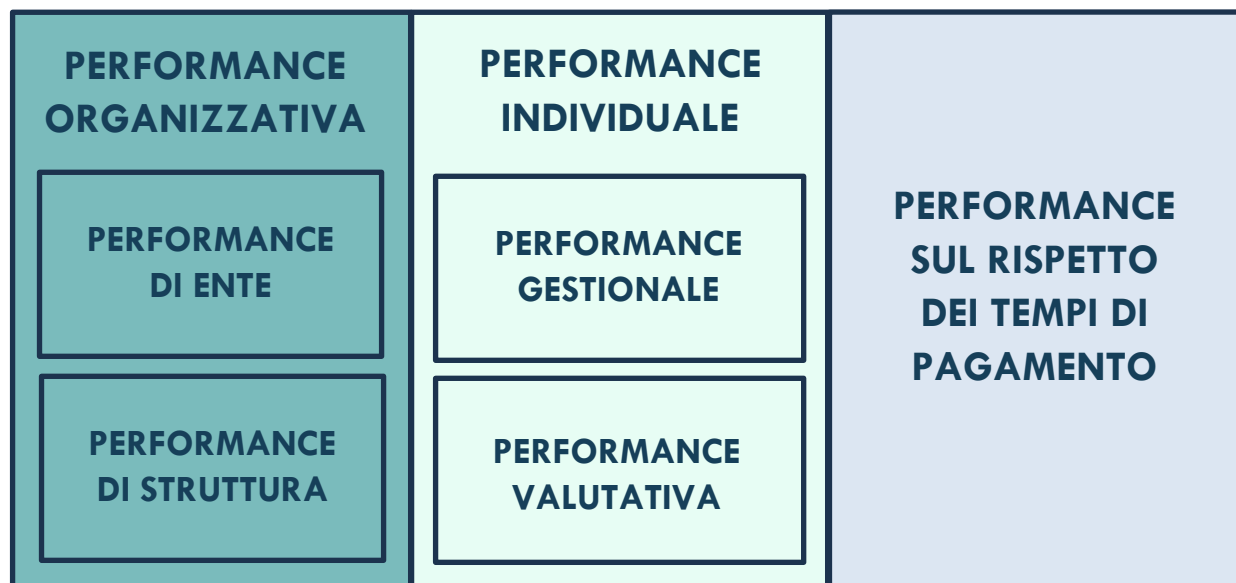 PERFORMANCE
ORGANIZZATIVA
PERFORMANCE
DI ENTE
PERFORMANCE
DI STRUTTURA
PERFORMANCE
INDIVIDUALE
PERFORMANCE
GESTIONALE
PERFORMANCE
VALUTATIVA
PERFORMANCE
SUL RISPETTO
DEI TEMPI DI
PAGAMENTO